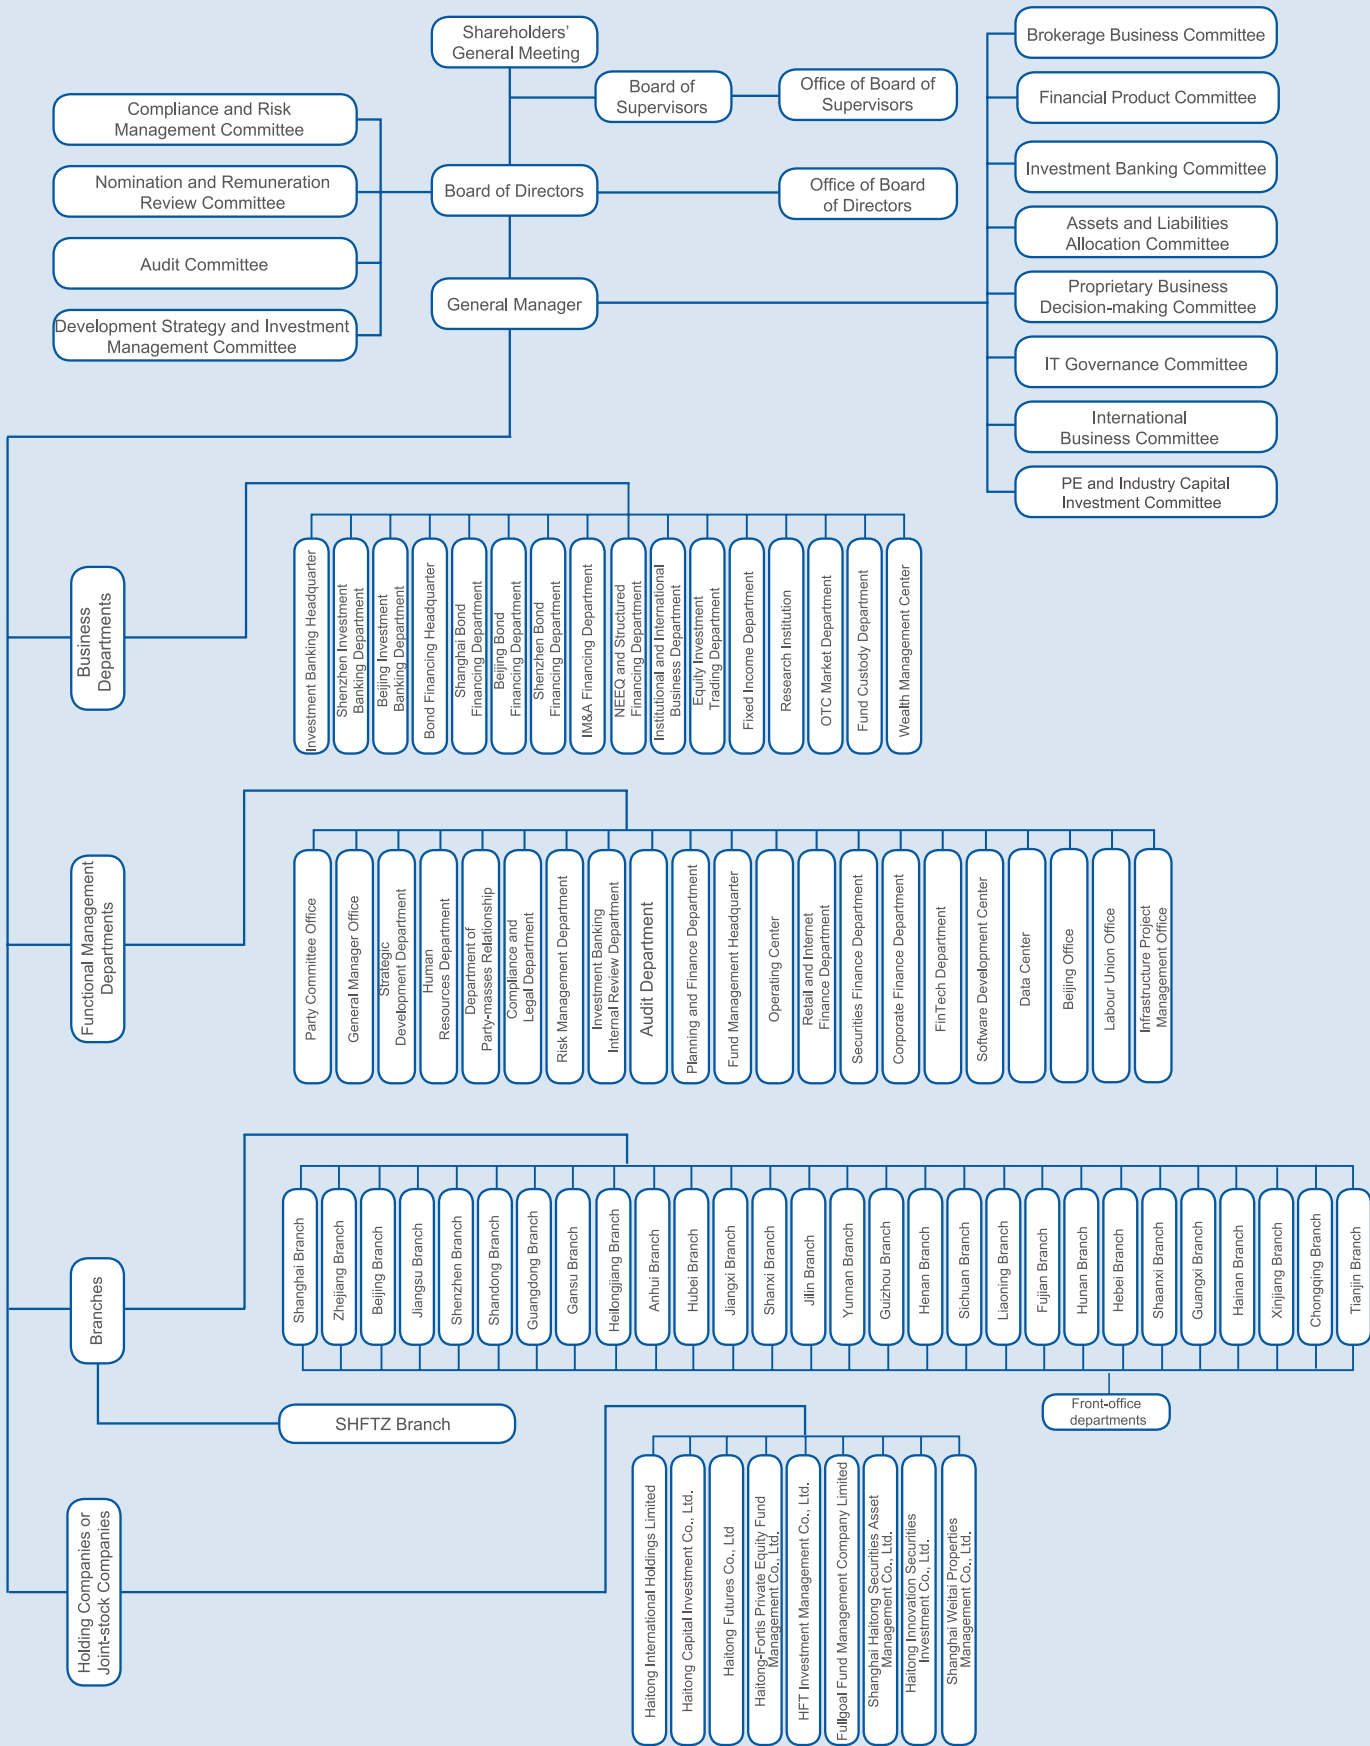 Shareholders'
General Meeting
Board of
Supervisors
Office of Board of
Supervisors
Compliance and Risk
Management Committee
Nomination and Remuneration
Review Committee
Audit Committee
Development Strategy and Investment
Management Committee
Board of Directors
Office of Board
of Directors
General Manager
Brokerage Business Committee
Financial Product Committee
Investment Banking Committee
Assets and Liabilities
Allocation Committee
Proprietary Business
Decision-making Committee
IT Governance Committee
International
Business Committee
PE and Industry Capital
Investment Committee
Business
Departments
Investment Banking Headquarter
Shenzhen Investment
Banking Department
Beijing Investment
Banking Department
Bond Financing Headquarter
Shanghai Bond
Financing Department
Beijing Bond
Financing Department
Shenzhen Bond
Financing Department
IM&A Financing Department
NEEQ and Structured
Financing Department
Institutional and International
Business Department
Equity Investment
Trading Department
Fixed Income Department
Research Institution
OTC Market Department
Fund Custody Department
Wealth Management Center
Functional Management
Departments
Party Committee Office
General Manager Office
Strategic
Development Department
Human
Resources Department
Department of
Party-masses Relationship
Compliance and
Legal Department
Risk Management Department
Investment Banking
Internal Review Department
Audit Department
Planning and Finance Department
Fund Management Headquarter
Operating Center
Retail and Internet
Finance Department
Securities Finance Department
Corporate Finance Department
FinTech Department
Software Development Center
Data Center
Beijing Office
Labour Union Office
Infrastructure Project
Management Office
Branches
Shanghai Branch
Zhejiang Branch
Beijing Branch
Jiangsu Branch
Shenzhen Branch
Shandong Branch
Guangdong Branch
Gansu Branch
Heilongjiang Branch
Anhui Branch
Hubei Branch
Jiangxi Branch
Shanxi Branch
Jilin Branch
Yunnan Branch
Guizhou Branch
Henan Branch
Sichuan Branch
Liaoning Branch
Fujian Branch
Hunan Branch
Hebei Branch
Shaanxi Branch
Guangxi Branch
Hainan Branch
Xinjiang Branch
Chongqing Branch
Tianjin Branch
Front-office
departments
SHFTZ Branch
Holding Companies or
Joint-stock Companies
Haitong International Holdings Limited
Haitong Capital Investment Co., Ltd.
Haitong Futures Co., Ltd
Haitong-Fortis Private Equity Fund
Management Co., Ltd.
HFT Investment Management Co., Ltd.
Fullgoal Fund Management Company Limited
Shanghai Haitong Securities Asset
Management Co., Ltd.
Haitong Innovation Securities
Investment Co., Ltd.
Shanghai Weitai Properties
Management Co., Ltd.